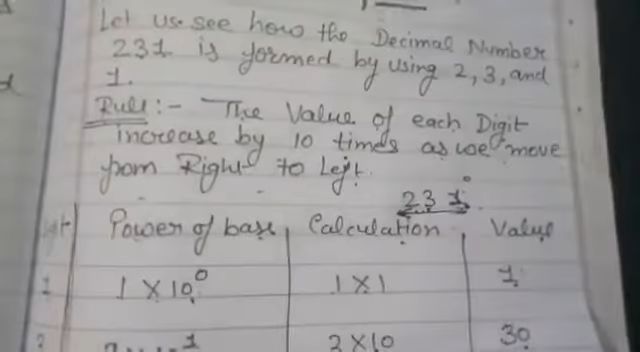 Let us see how the Decimal Number
231 is formed by using 2, 3, and
1.
Rule:- The Value of each Digit
increase by 10 times as we move
from Right to Left.
231
Power of base Calculation Value
1 1 X 10⁰ 1 X 1 1
3 X 10 30